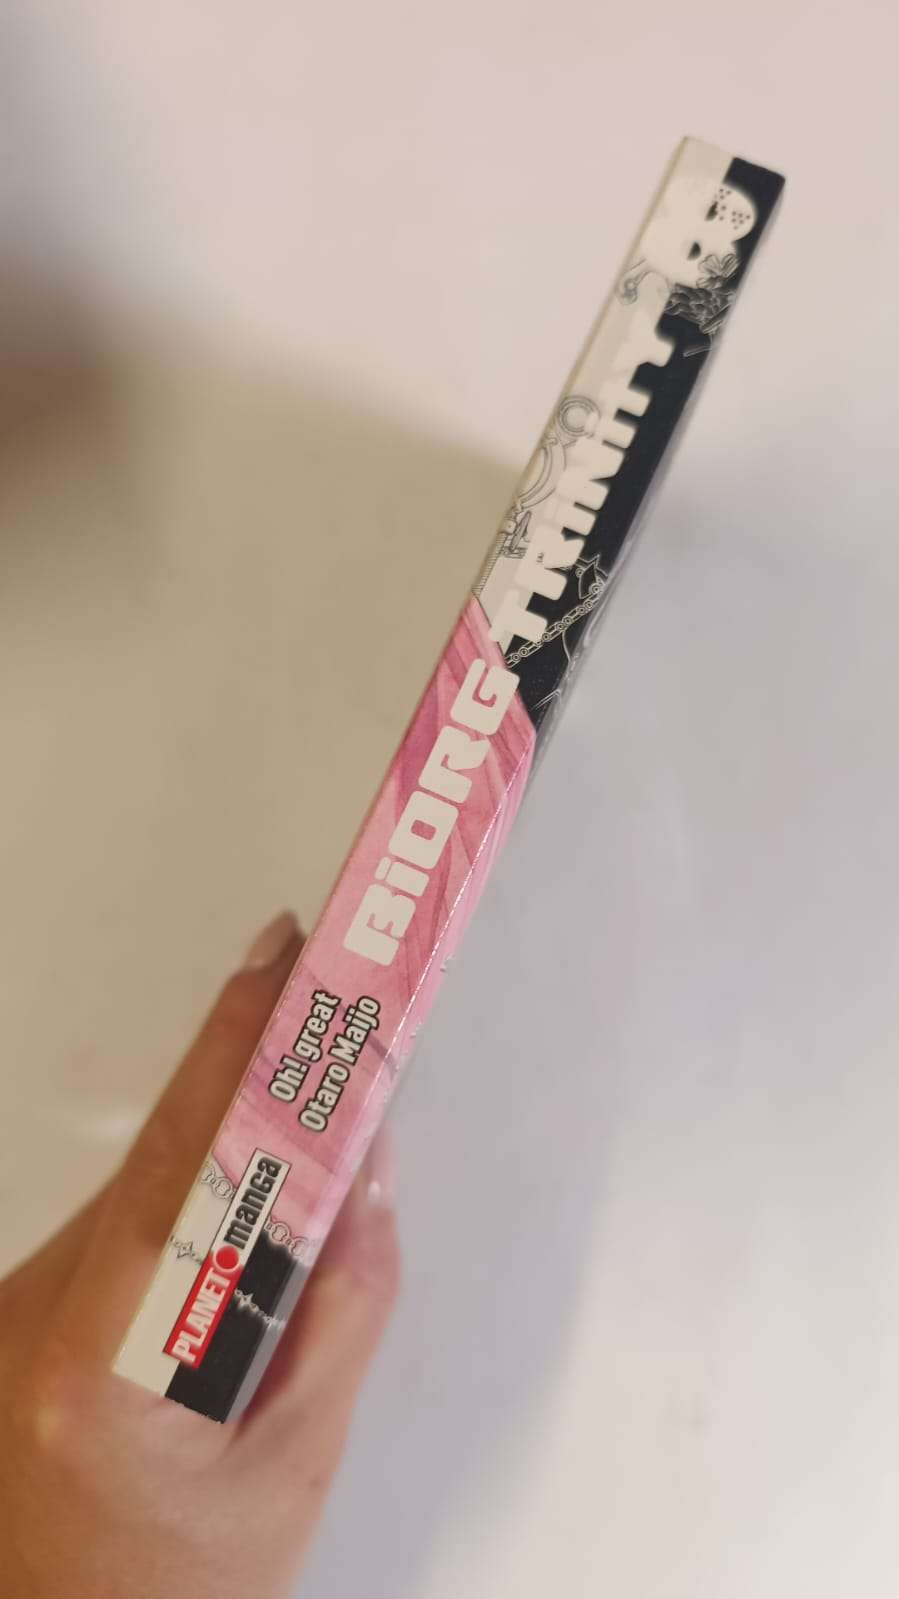 BiORG TRiNiTY
Oh! great
Otaro Maijo
PLANET manga